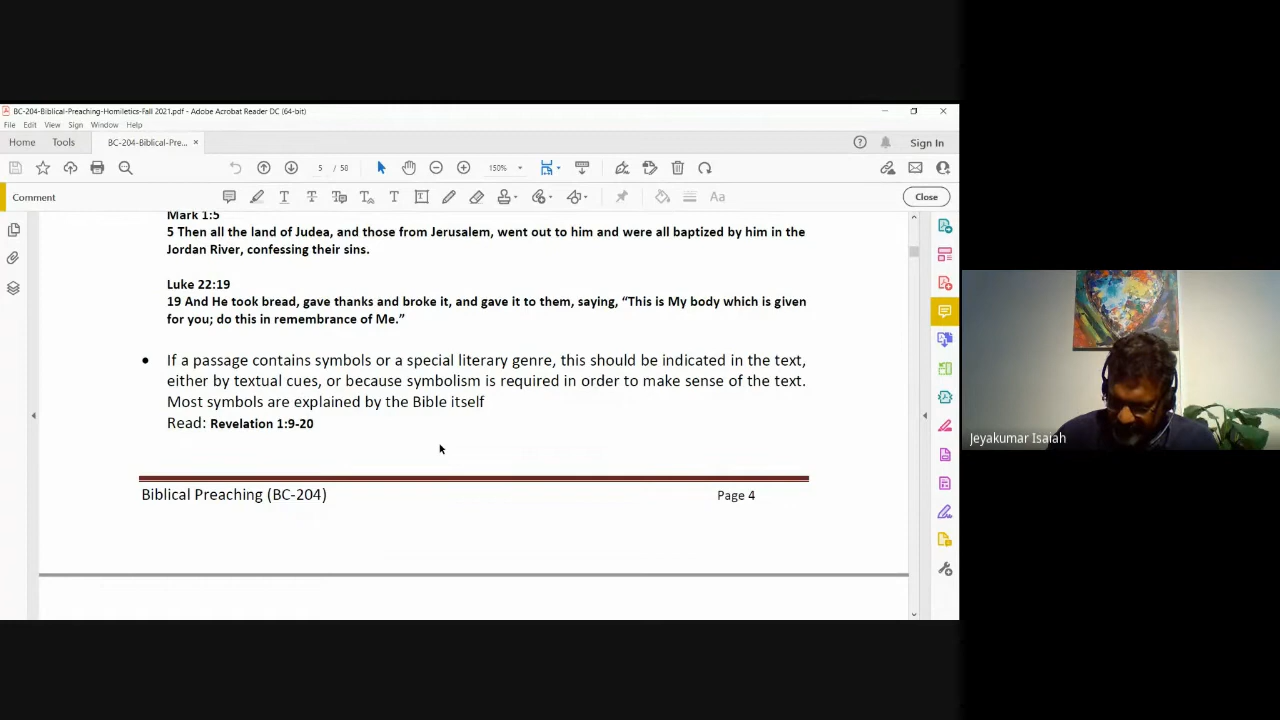 BC-204-Biblical-Preaching-Homiletics-Fall 2021.pdf - Adobe Acrobat Reader DC (64-bit)
File Edit View Sign Window Help
Home Tools BC-204-Biblical-Pre... × Sign In
5 / 58 150%
Comment Close
Mark 1:5
5 Then all the land of Judea, and those from Jerusalem, went out to him and were all baptized by him in the
Jordan River, confessing their sins.
Luke 22:19
19 And He took bread, gave thanks and broke it, and gave it to them, saying, “This is My body which is given
for you; do this in remembrance of Me.”
• If a passage contains symbols or a special literary genre, this should be indicated in the text,
either by textual cues, or because symbolism is required in order to make sense of the text.
Most symbols are explained by the Bible itself
Read: Revelation 1:9-20
Biblical Preaching (BC-204) Page 4
Jeyakumar Isaiah